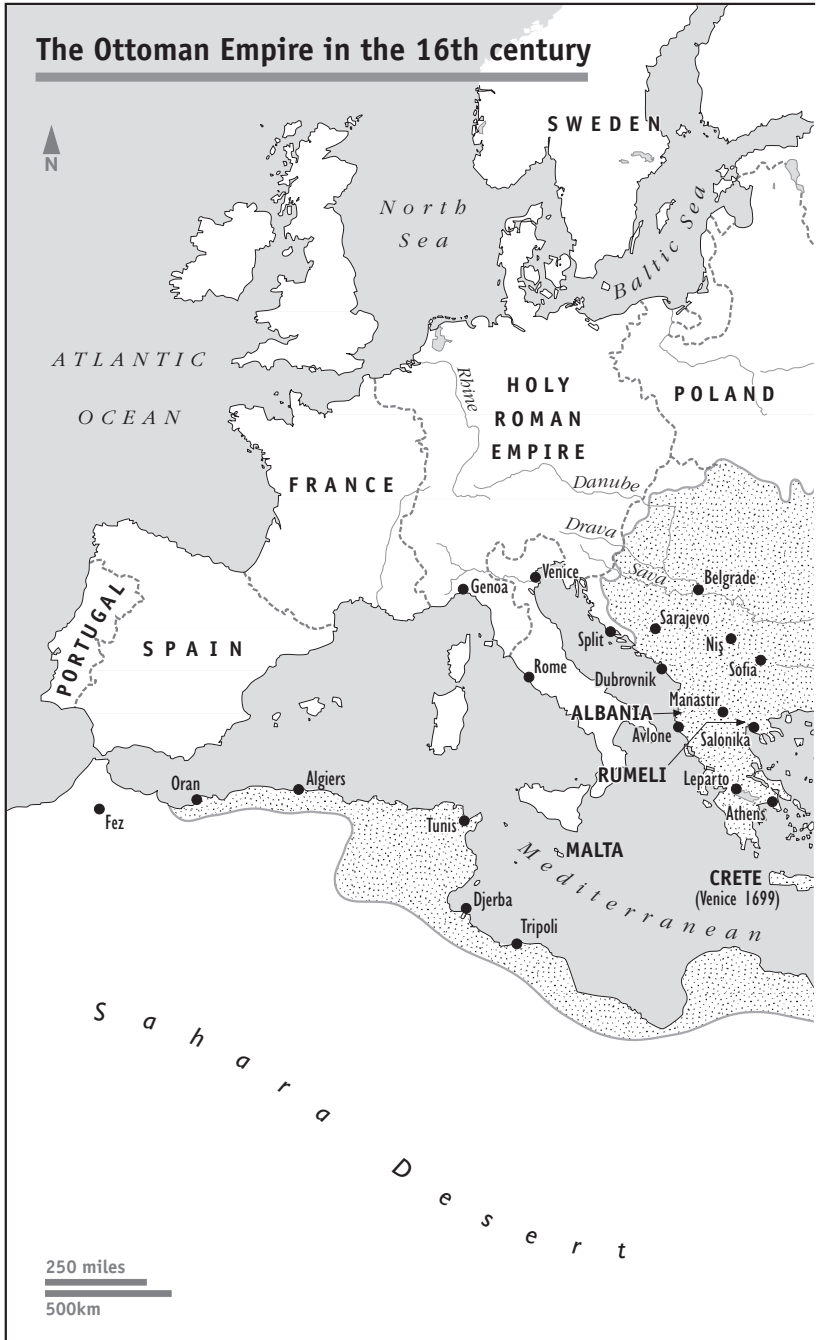 The Ottoman Empire in the 16th century
N
SWEDEN
North
Sea
Baltic Sea
ATLANTIC
OCEAN
Rhine
HOLY
ROMAN
EMPIRE
POLAND
FRANCE
Danube
Drava
Sava
Venice
Genoa
Belgrade
PORTUGAL
SPAIN
Split
Sarajevo
Niş
Sofia
Rome
Dubrovnik
Manastir
ALBANIA
Avlone
Salonika
RUMELI
Leparto
Athens
Oran
Algiers
Fez
Tunis
MALTA
Mediterranean
CRETE
(Venice 1699)
Djerba
Tripoli
Sahara Desert
250 miles
500km